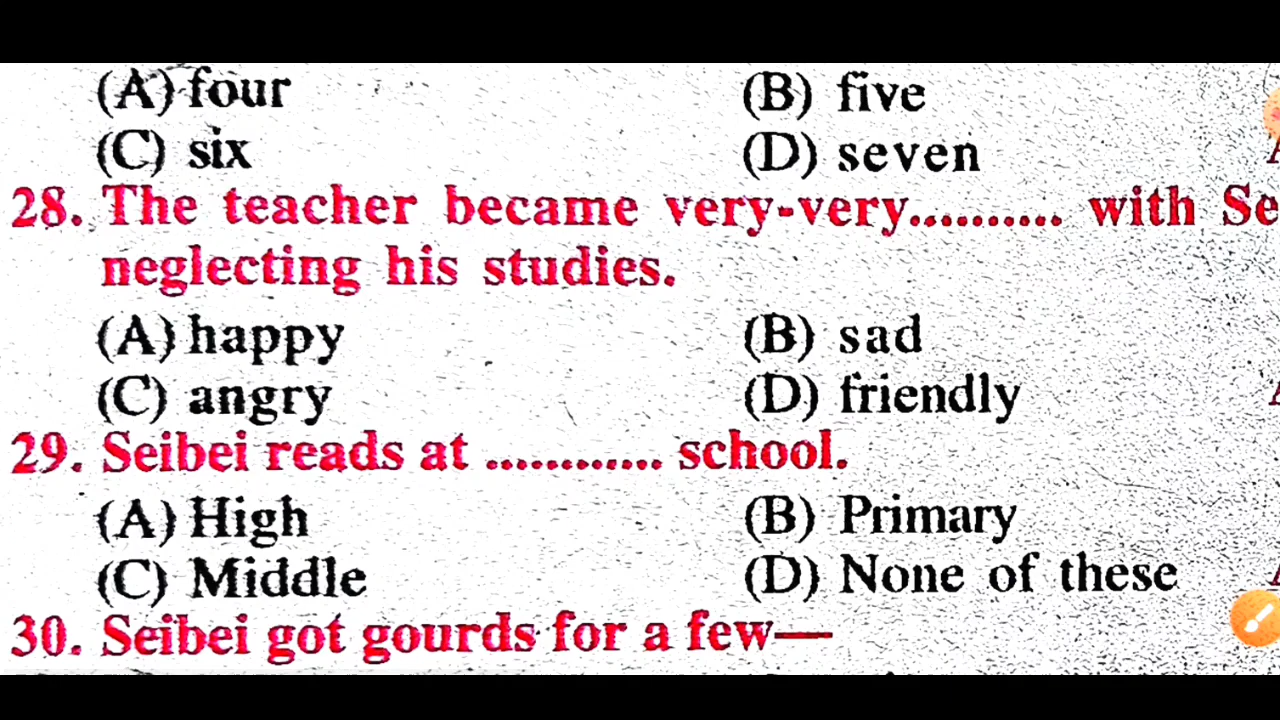 (A) four (B) five
(C) six (D) seven
28. The teacher became very-very.......... with Se
neglecting his studies.
(A) happy (B) sad
(C) angry (D) friendly
29. Seibei reads at ............ school.
(A) High (B) Primary
(C) Middle (D) None of these
30. Seibei got gourds for a few—